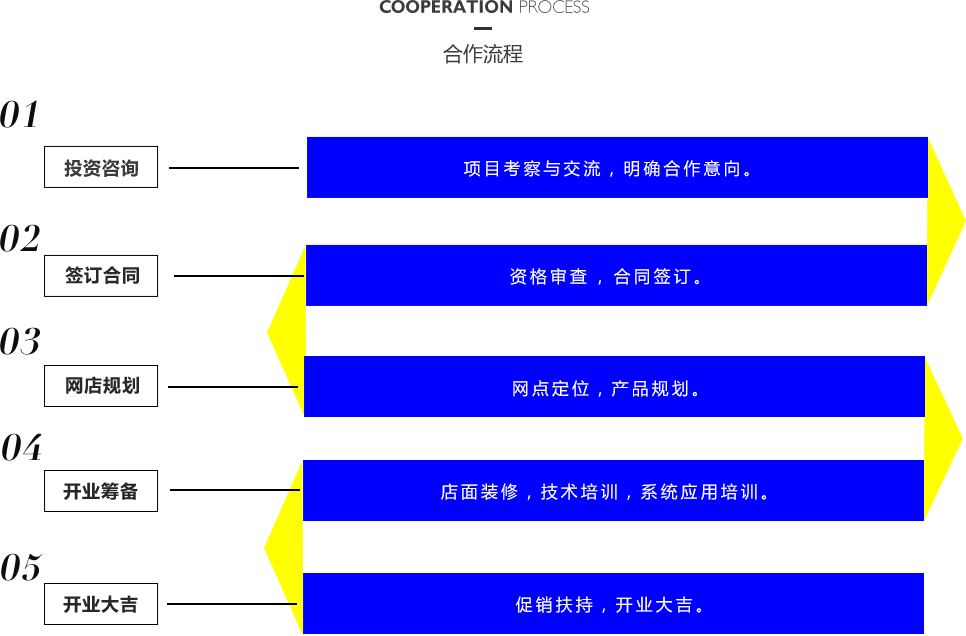 COOPERATION PROCESS
合作流程
01
投资咨询
项目考察与交流，明确合作意向。
02
签订合同
资格审查，合同签订。
03
网店规划
网点定位，产品规划。
04
开业筹备
店面装修，技术培训，系统应用培训。
05
开业大吉
促销扶持，开业大吉。